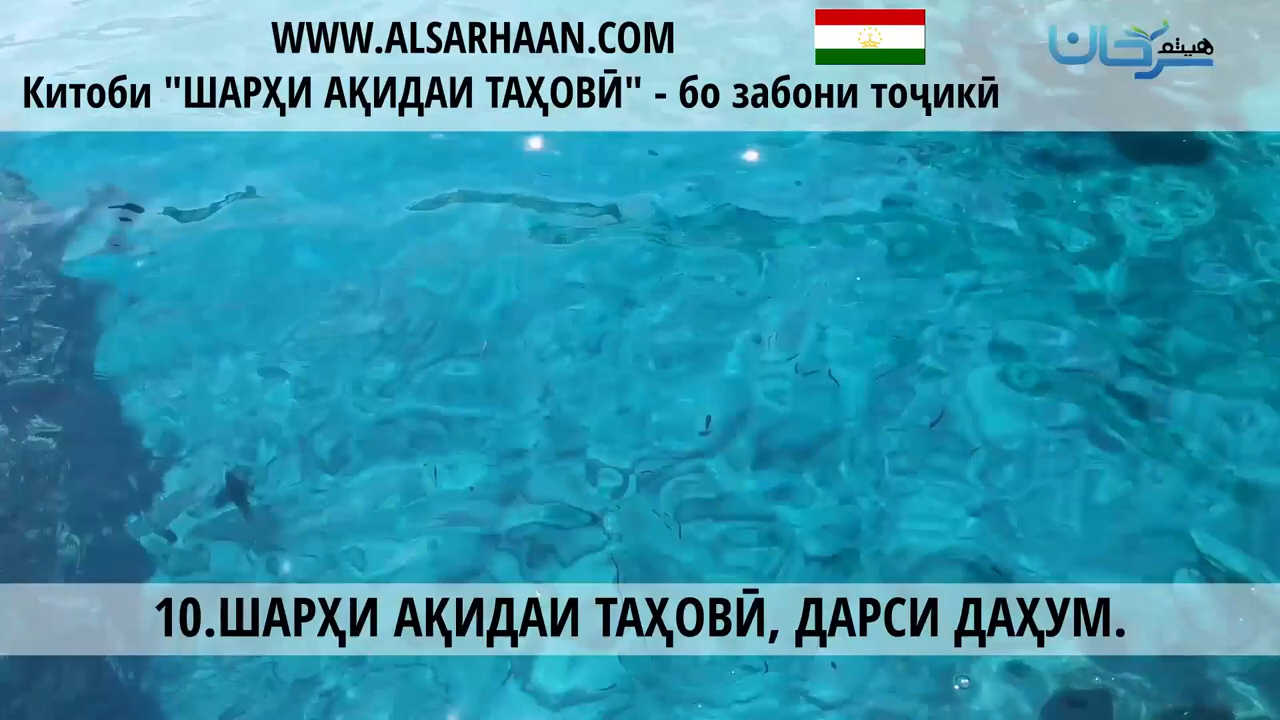 WWW.ALSARHAAN.COM
هيثم سرحان
Китоби "ШАРҲИ АҚИДАИ ТАҲОВӢ" - бо забони тоҷикӣ
10.ШАРҲИ АҚИДАИ ТАҲОВӢ, ДАРСИ ДАҲУМ.